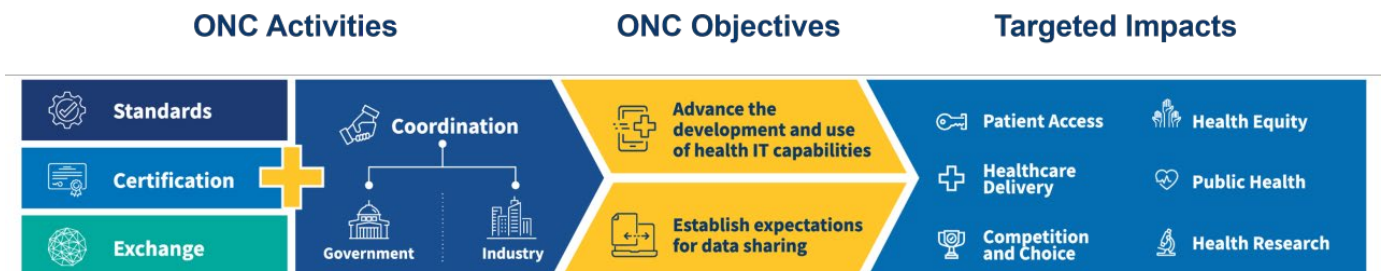 ONC Activities
ONC Objectives
Targeted Impacts
Standards
Certification
Exchange
Coordination
Government
Industry
Advance the
development and use
of health IT capabilities
Establish expectations
for data sharing
Patient Access
Health Equity
Healthcare
Delivery
Public Health
Competition
and Choice
Health Research